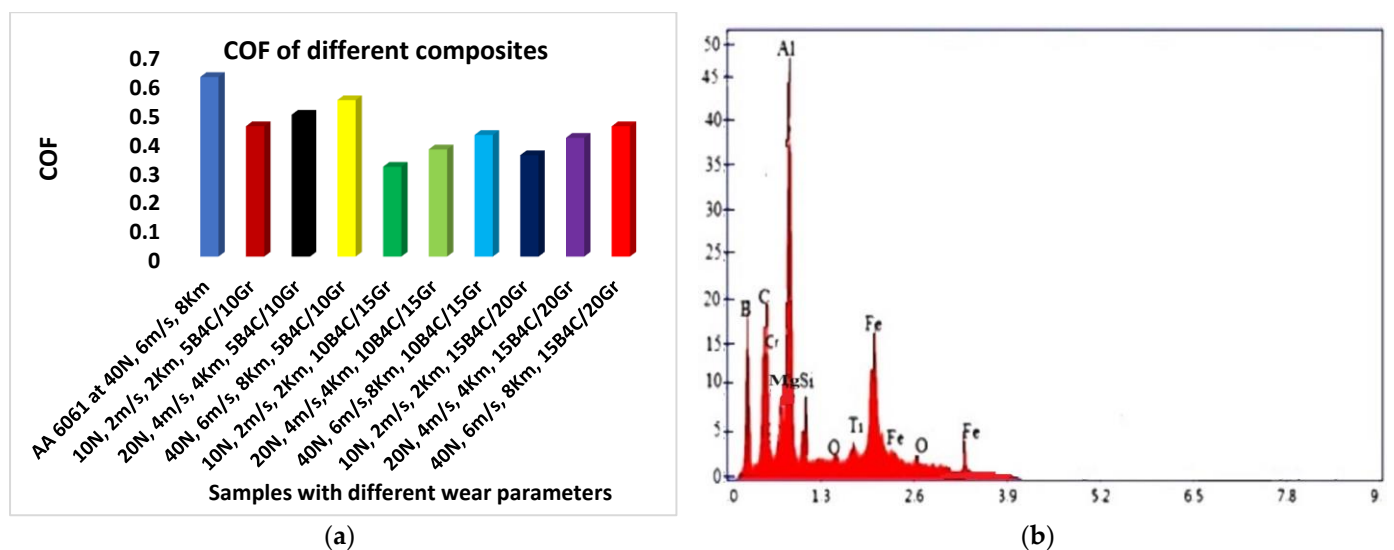 COF of different composites
0.7
0.6
0.5
0.4
0.3
0.2
0.1
0
COF
AA 6061 at 40N, 6m/s, 8Km
10N, 2m/s, 2Km, 5B4C/10Gr
20N, 4m/s, 4Km, 5B4C/10Gr
40N, 6m/s, 8Km, 5B4C/10Gr
10N, 2m/s, 2Km, 10B4C/15Gr
20N, 4m/s,4Km, 10B4C/15Gr
40N, 6m/s,8Km, 10B4C/15Gr
10N, 2m/s, 2Km, 15B4C/20Gr
20N, 4m/s, 4Km, 15B4C/20Gr
40N, 6m/s, 8Km, 15B4C/20Gr
Samples with different wear parameters
(a)
50
45
40
35
30
25
20
15
10
5
0
Al
B
C
Cr
MgSi
O
Ti
Fe
Fe
O
Fe
0 1.3 2.6 3.9 5.2 6.5 7.8 9.
(b)